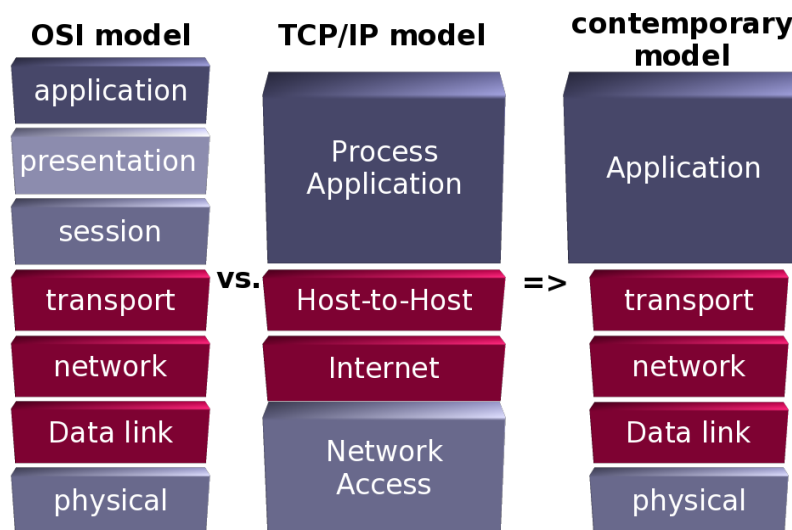 OSI model
application
presentation
session
transport
network
Data link
physical
vs.
TCP/IP model
Process
Application
Host-to-Host
Internet
Network
Access
=>
contemporary
model
Application
transport
network
Data link
physical